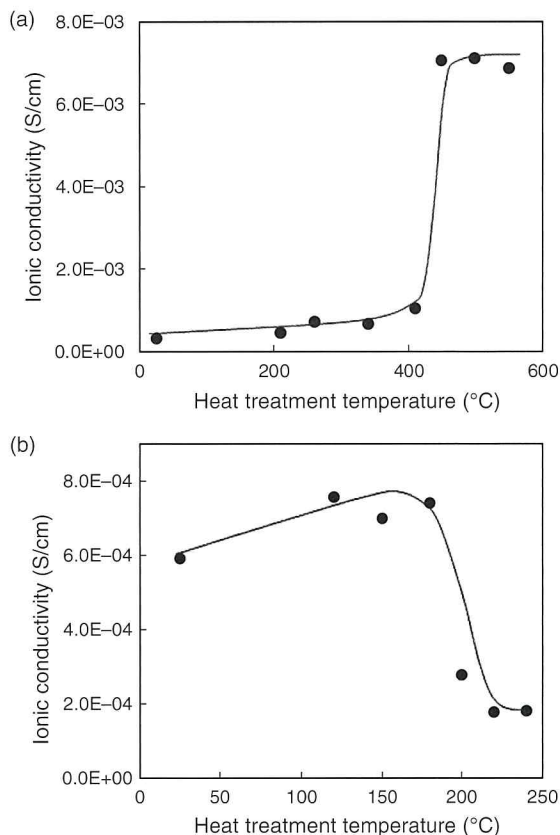 (a)
8.0E–03
6.0E–03
4.0E–03
2.0E–03
0.0E+00
Ionic conductivity (S/cm)
200
400
600
Heat treatment temperature (°C)
(b)
8.0E–04
6.0E–04
4.0E–04
2.0E–04
0.0E+00
Ionic conductivity (S/cm)
0
50
100
150
200
250
Heat treatment temperature (°C)